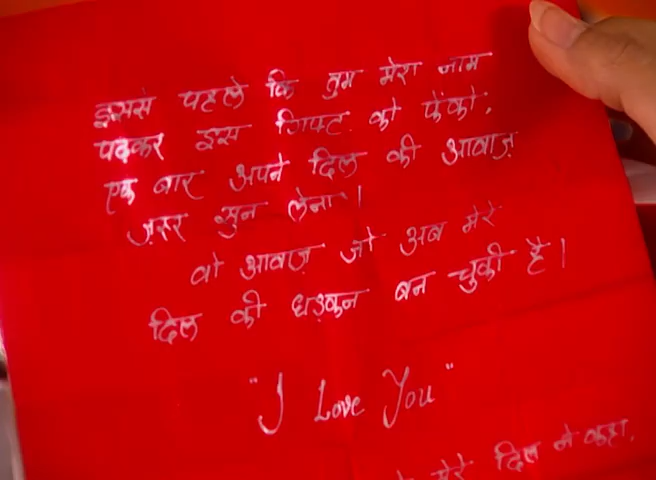 इससे पहले कि तुम मेरा नाम
पढ़कर इस गिफ्ट को फेंको,
एक बार अपने दिल की आवाज़
ज़रूर सुन लेना।
वो आवाज़ जो अब मेरे
दिल की धड़कन बन चुकी है।
"I Love You"
मेरे दिल ने कहा,